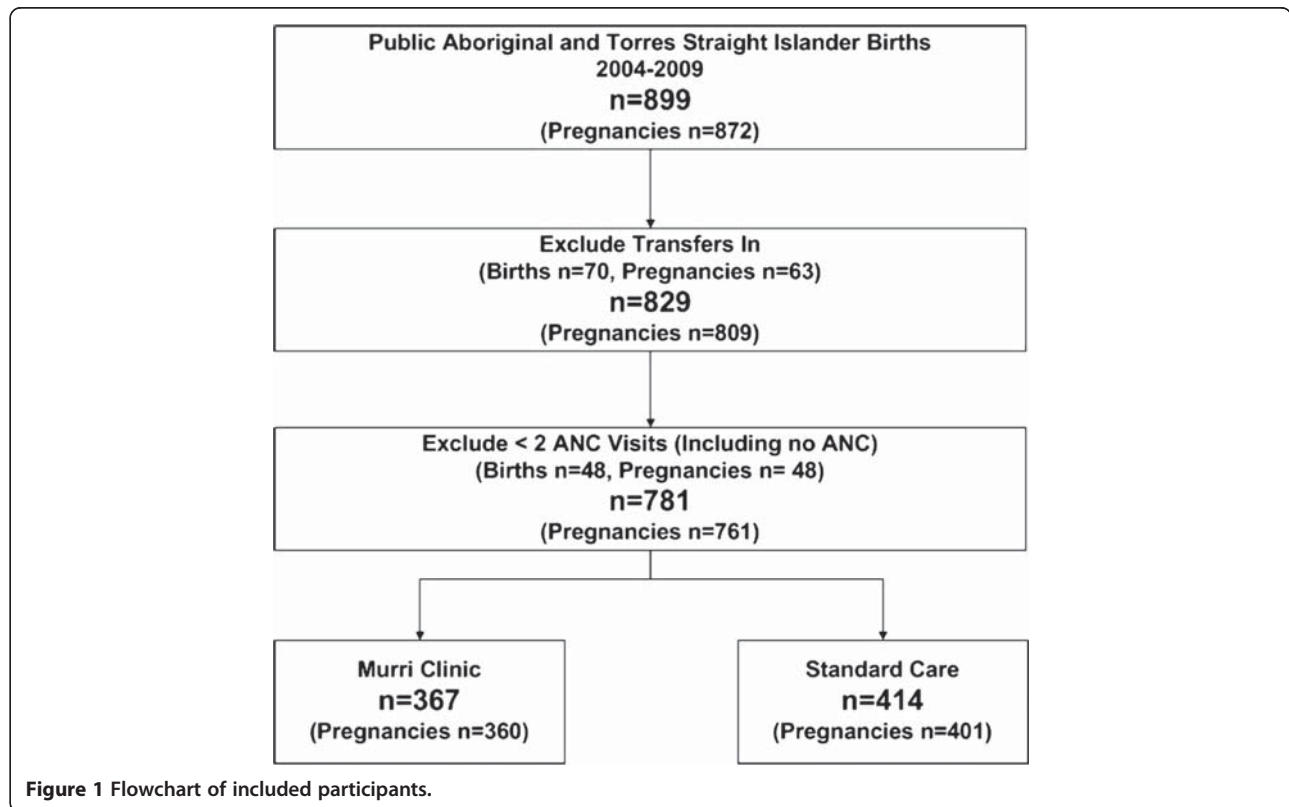 Public Aboriginal and Torres Straight Islander Births
2004-2009
n=899
(Pregnancies n=872)
Exclude Transfers In
(Births n=70, Pregnancies n=63)
n=829
(Pregnancies n=809)
Exclude < 2 ANC Visits (Including no ANC)
(Births n=48, Pregnancies n= 48)
n=781
(Pregnancies n=761)
Murri Clinic
n=367
(Pregnancies n=360)
Standard Care
n=414
(Pregnancies n=401)
Figure 1 Flowchart of included participants.